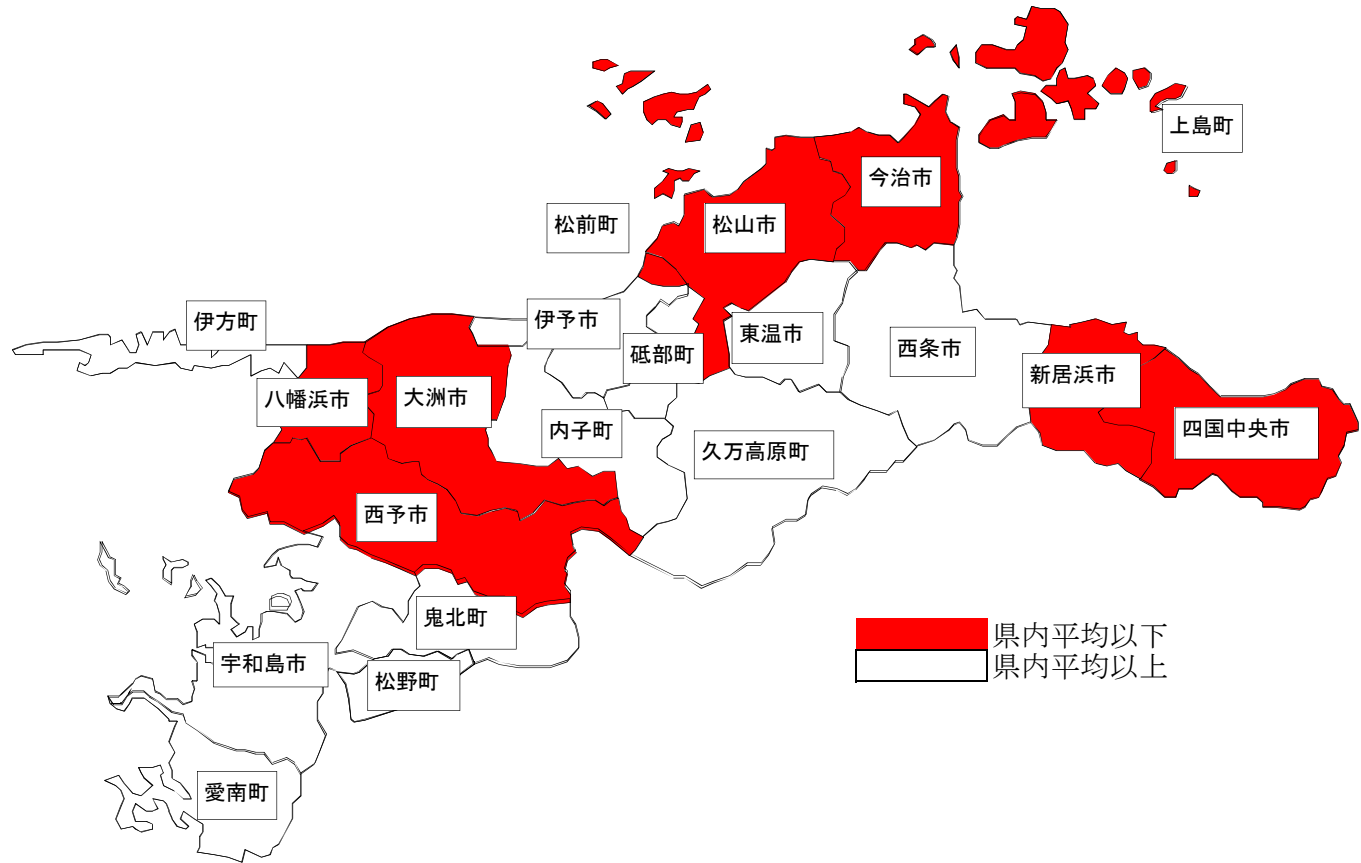 上島町
今治市
松前町
松山市
伊方町
伊予市
東温市
砥部町
西条市
新居浜市
八幡浜市
大洲市
内子町
四国中央市
久万高原町
西予市
鬼北町
県内平均以下
県内平均以上
宇和島市
松野町
愛南町